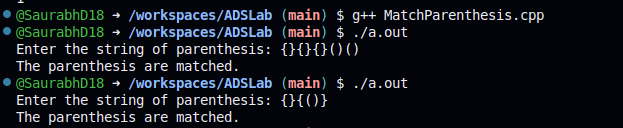 @SaurabhD18 ➜ /workspaces/ADSLab (main) $ g++ MatchParenthesis.cpp
@SaurabhD18 ➜ /workspaces/ADSLab (main) $ ./a.out
Enter the string of parenthesis: {}{}{}()()
The parenthesis are matched.
@SaurabhD18 ➜ /workspaces/ADSLab (main) $ ./a.out
Enter the string of parenthesis: {}{()}
The parenthesis are matched.